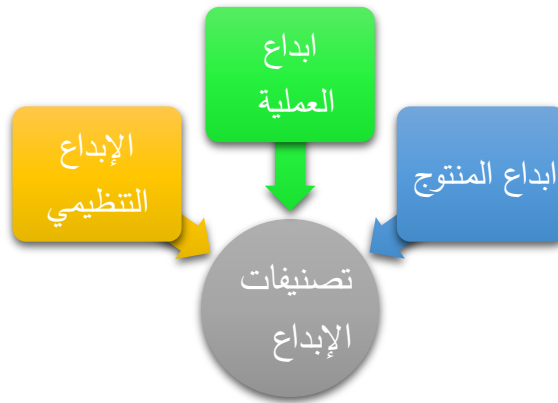 ابداع
العملية
ابداع المنتوج
الإبداع
التنظيمي
تصنيفات
الإبداع